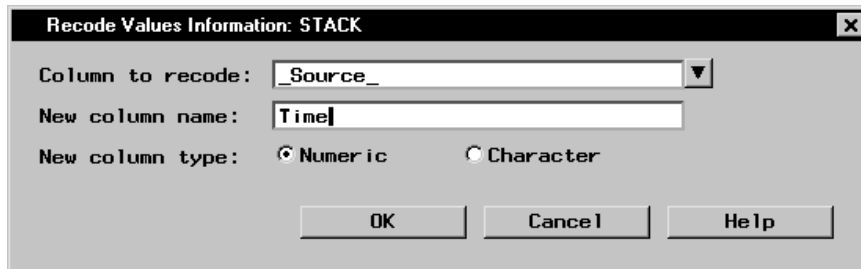 Recode Values Information: STACK
Column to recode: _Source_
New column name: Time
New column type: Numeric Character
OK Cancel Help